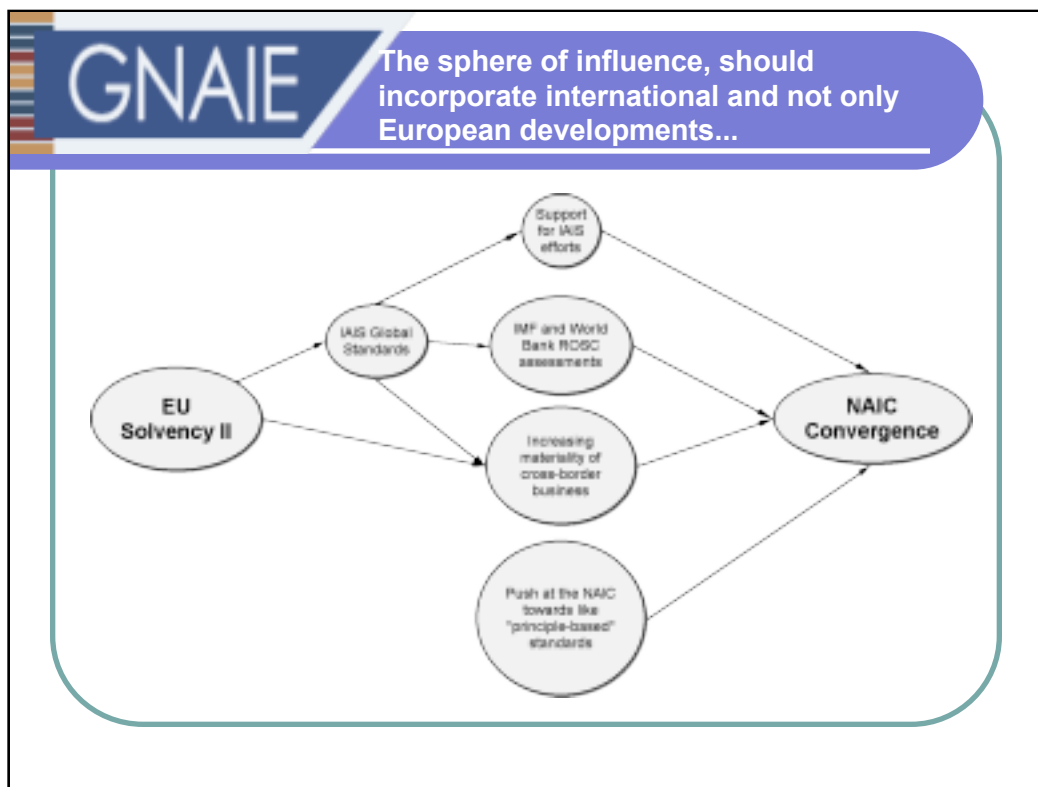 GNAIE
The sphere of influence, should
incorporate international and not only
European developments...
Support
for IAIS
efforts
IAIS Global
Standards
IMF and World
Bank ROSC
assessments
EU
Solvency II
NAIC
Convergence
Increasing
materiality of
cross-border
business
Push at the NAIC
towards like
"principle-based"
standards